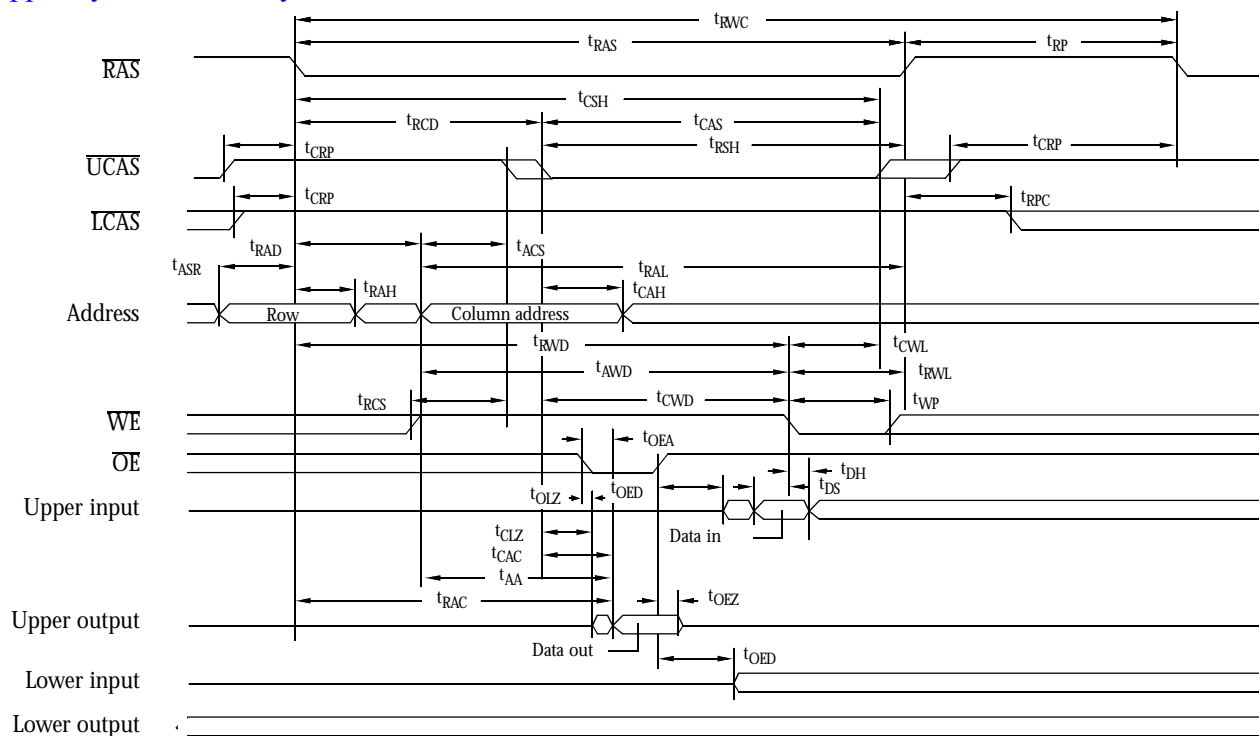 tRWC
tRAS
tRP
RAS
tCSH
tRCD
tCAS
tCRP
tRSH
tCRP
UCAS
tCRP
tRPC
LCAS
tRAD
tACS
tASR
tRAL
tRAH
tCAH
Address
Row
Column address
tRWD
tCWL
tAWD
tRWL
tRCS
tCWD
tWP
WE
tOEA
OE
tDH
tOLZ
tOED
tDS
Upper input
tCLZ
Data in
tCAC
tAA
tRAC
tOEZ
Upper output
Data out
tOED
Lower input
Lower output